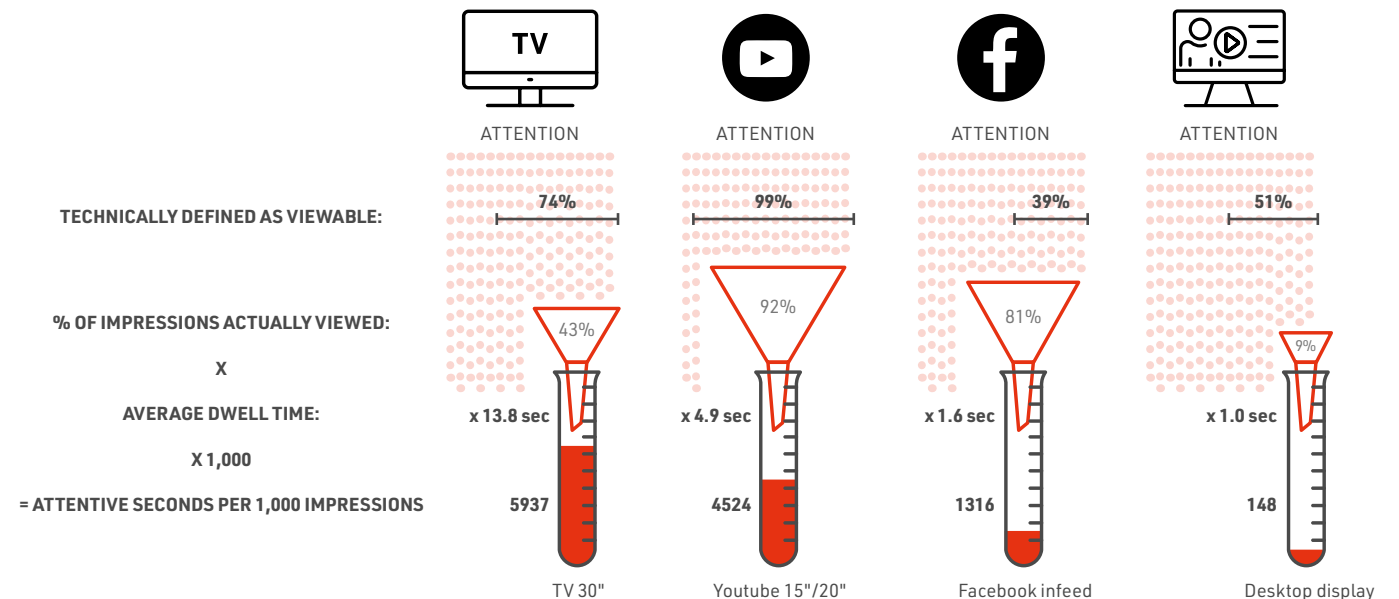 TV
ATTENTION ATTENTION ATTENTION ATTENTION
TECHNICALLY DEFINED AS VIEWABLE: 74% 99% 39% 51%
% OF IMPRESSIONS ACTUALLY VIEWED: 43% 92% 81% 9%
X
AVERAGE DWELL TIME: x 13.8 sec x 4.9 sec x 1.6 sec x 1.0 sec
X 1,000
= ATTENTIVE SECONDS PER 1,000 IMPRESSIONS 5937 4524 1316 148
TV 30" Youtube 15"/20" Facebook infeed Desktop display